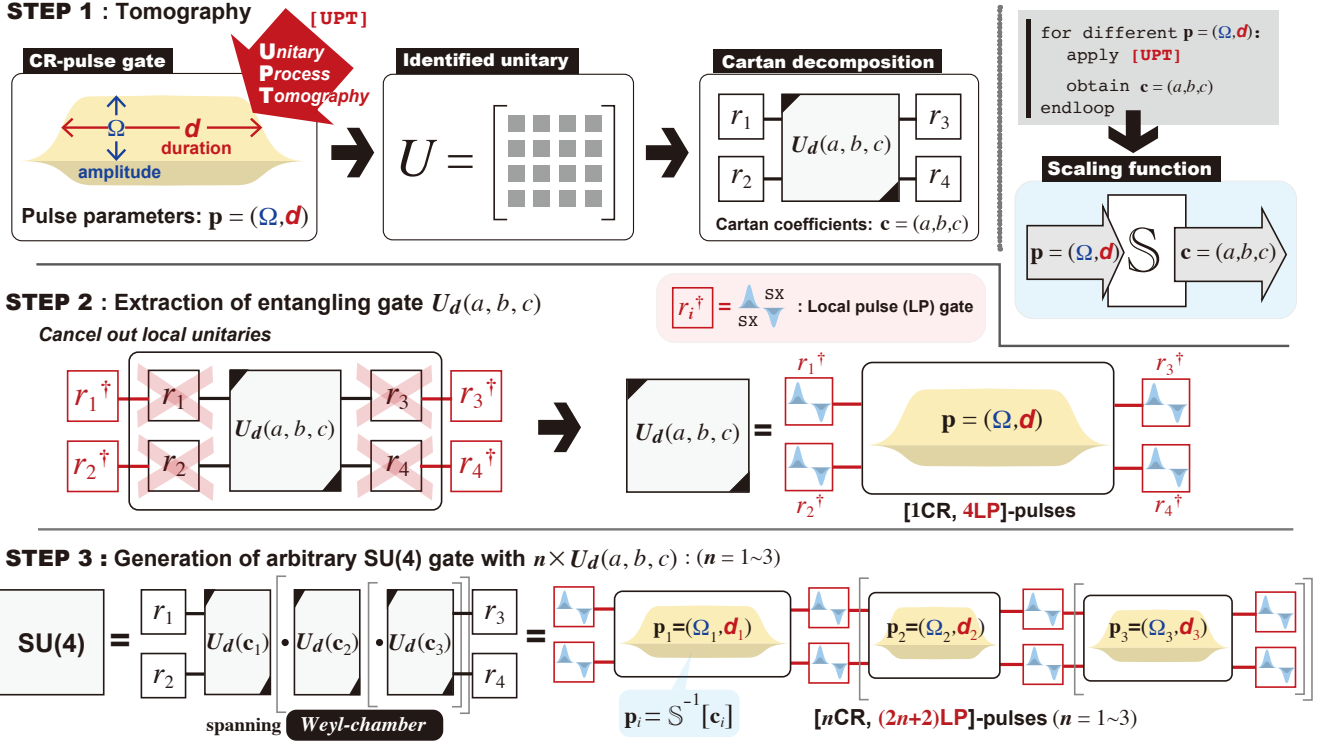 STEP 1 : Tomography
[UPT]
Unitary
Process
Tomography
CR-pulse gate
Ω
d
duration
amplitude
Pulse parameters: p = (Ω,d)
Identified unitary
U =
Cartan decomposition
r1
r2
Ud(a, b, c)
r3
r4
Cartan coefficients: c = (a,b,c)
for different p = (Ω,d):
apply [UPT]
obtain c = (a,b,c)
endloop
Scaling function
p = (Ω,d)
𝕊
c = (a,b,c)
STEP 2 : Extraction of entangling gate Ud(a, b, c)
Cancel out local unitaries
ri† = SX SX : Local pulse (LP) gate
r1†
r1
Ud(a, b, c)
r3
r3†
r2†
r2
r4
r4†
Ud(a, b, c) =
r1†
r2†
p = (Ω,d)
r3†
r4†
[1CR, 4LP]-pulses
STEP 3 : Generation of arbitrary SU(4) gate with n × Ud(a, b, c) : (n = 1~3)
SU(4) =
r1
r2
Ud(c1) • Ud(c2) • Ud(c3)
r3
r4
=
p1=(Ω1,d1)
p2=(Ω2,d2)
p3=(Ω3,d3)
spanning Weyl-chamber
pi = 𝕊−1[ci]
[nCR, (2n+2)LP]-pulses (n = 1~3)